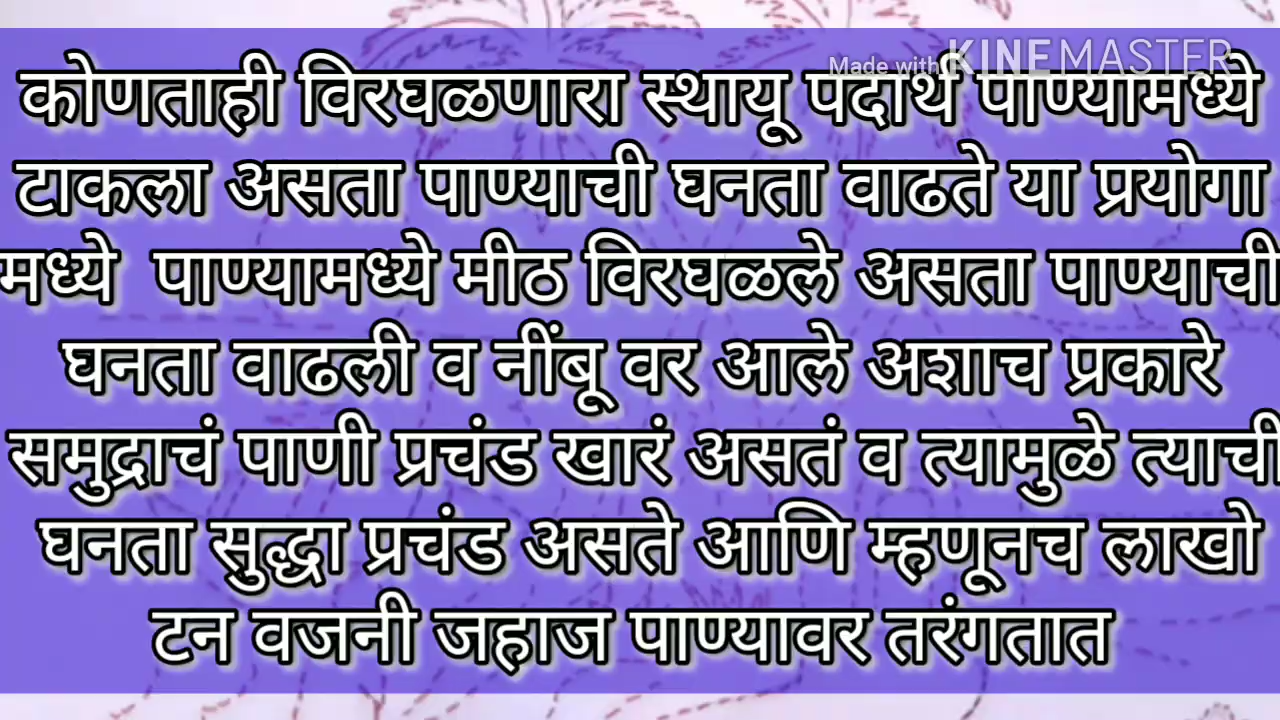 Made with KINEMASTER
कोणताही विरघळणारा स्थायू पदार्थ पाण्यामध्ये
टाकला असता पाण्याची घनता वाढते या प्रयोगा
मध्ये पाण्यामध्ये मीठ विरघळले असता पाण्याची
घनता वाढली व नींबू वर आले अशाच प्रकारे
समुद्राचं पाणी प्रचंड खारं असतं व त्यामुळे त्याची
घनता सुद्धा प्रचंड असते आणि म्हणूनच लाखो
टन वजनी जहाज पाण्यावर तरंगतात